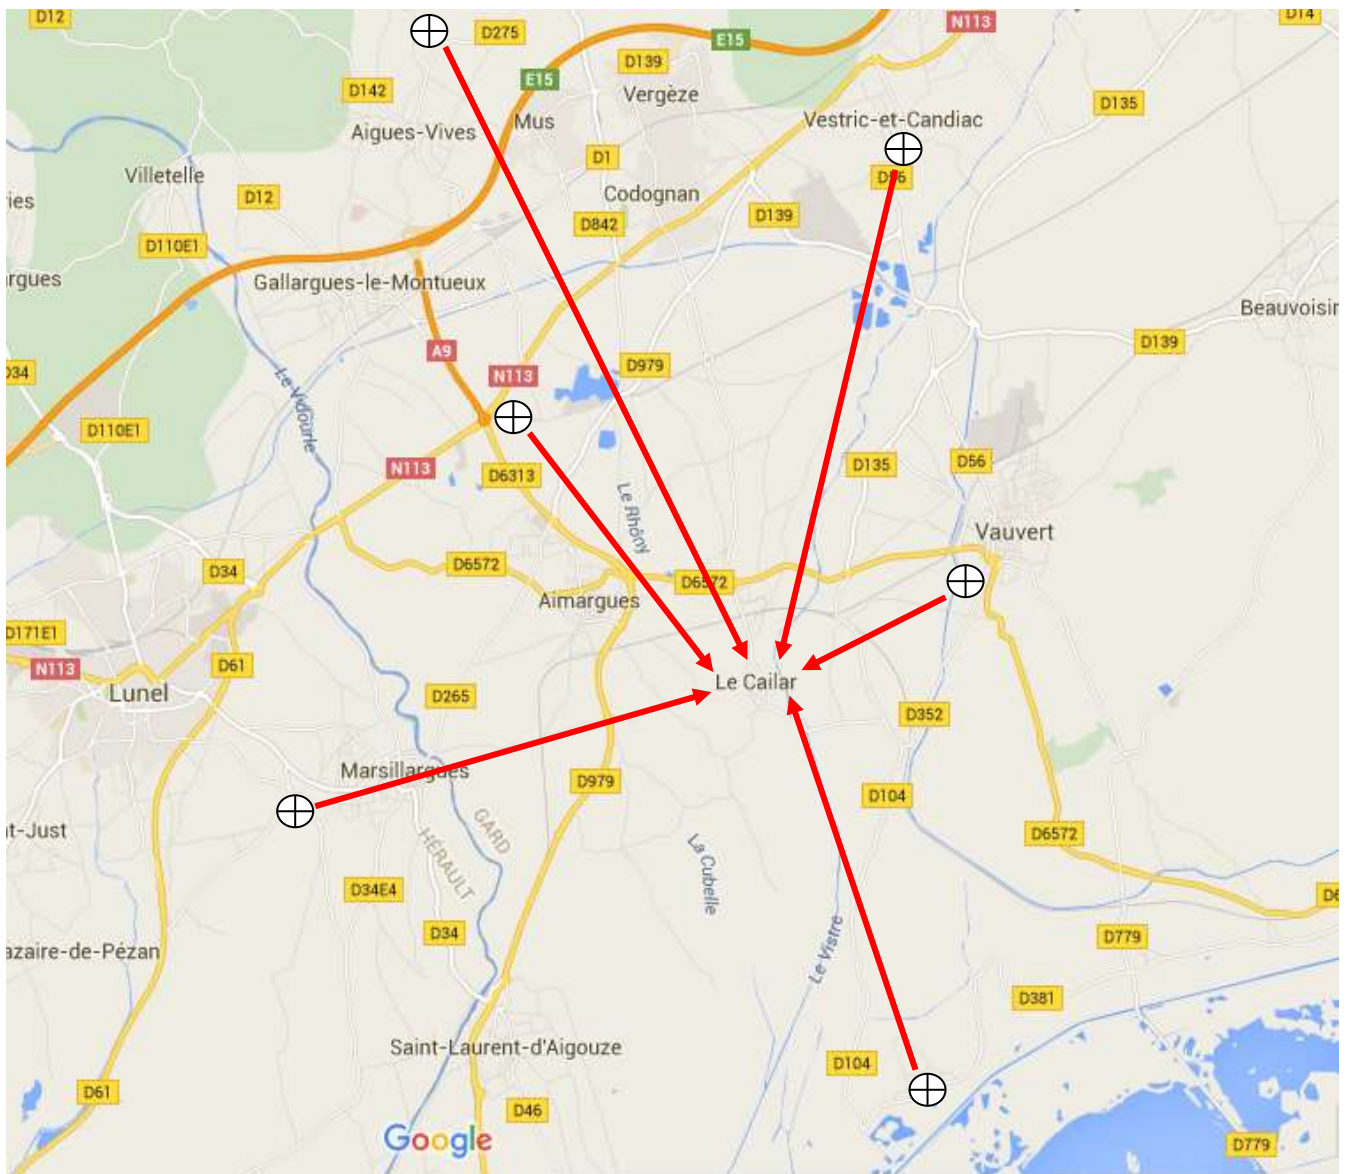 D12
D275
N113
D14
E15
D139
E15
D142
Vergèze
D135
Mus
Vestric-et-Candiac
Aigues-Vives
D1
Villetelle
D12
Codognan
ies
D139
D842
D110E1
rgues
Gallargues-le-Montueux
Beauvoisin
A9
D979
D139
N113
D34
Le Vidourle
D110E1
N113
D6313
D135
D56
Le Rhôny
Vauvert
D34
D6572
D6572
Aimargues
D171E1
N113
D61
Lunel
D265
Le Cailar
D352
Marsillargues
D979
D104
t-Just
GARD
HÉRAULT
D6572
La Cubelle
D34E4
D34
D779
azaire-de-Pézan
Le Vistre
D381
Saint-Laurent-d'Aigouze
D104
D61
D46
Google
D779